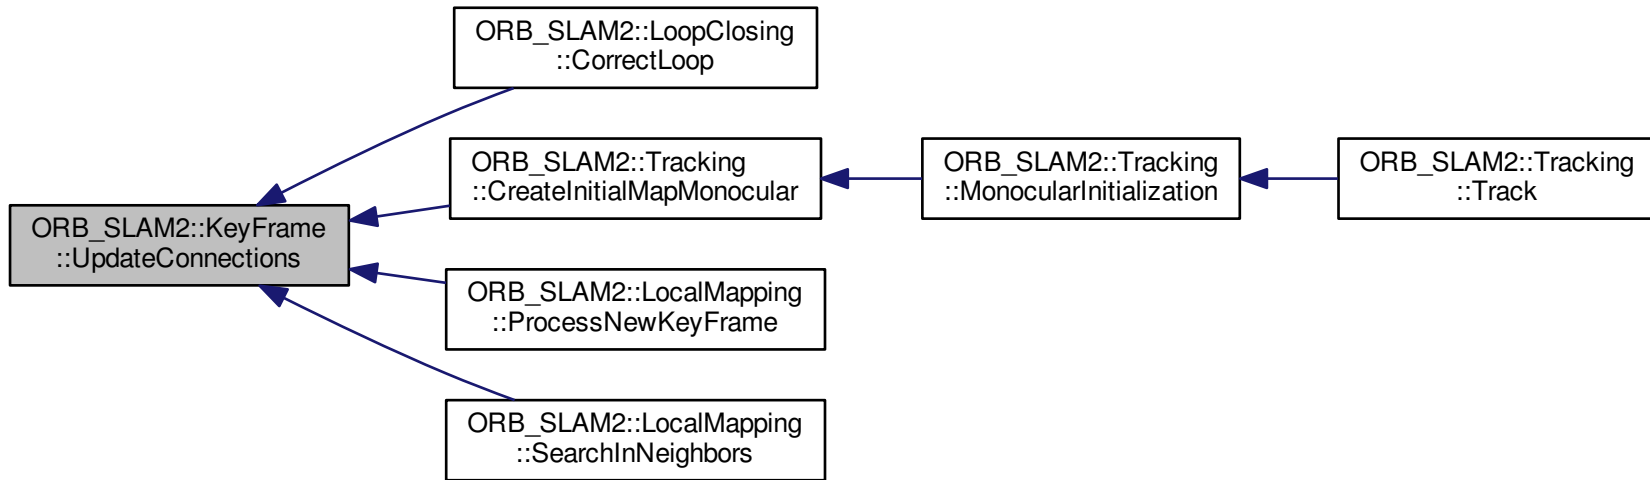 ORB_SLAM2::LoopClosing
::CorrectLoop
ORB_SLAM2::Tracking
::CreateInitialMapMonocular
ORB_SLAM2::Tracking
::MonocularInitialization
ORB_SLAM2::Tracking
::Track
ORB_SLAM2::KeyFrame
::UpdateConnections
ORB_SLAM2::LocalMapping
::ProcessNewKeyFrame
ORB_SLAM2::LocalMapping
::SearchInNeighbors